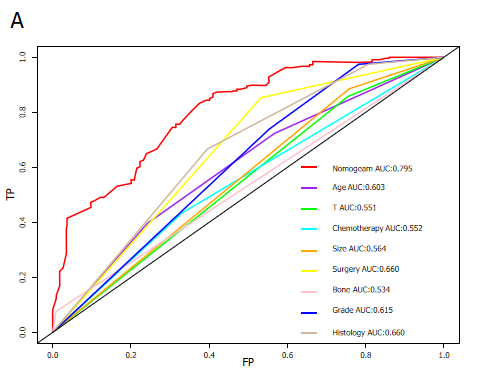 A
1.0
0.8
0.6
0.4
0.2
0.0
TP
Nomogeam AUC:0.795
Age AUC:0.603
T AUC:0.551
Chemotherapy AUC:0.552
Size AUC:0.564
Surgery AUC:0.660
Bone AUC:0.534
Grade AUC:0.615
Histology AUC:0.660
0.0 0.2 0.4 0.6 0.8 1.0
FP